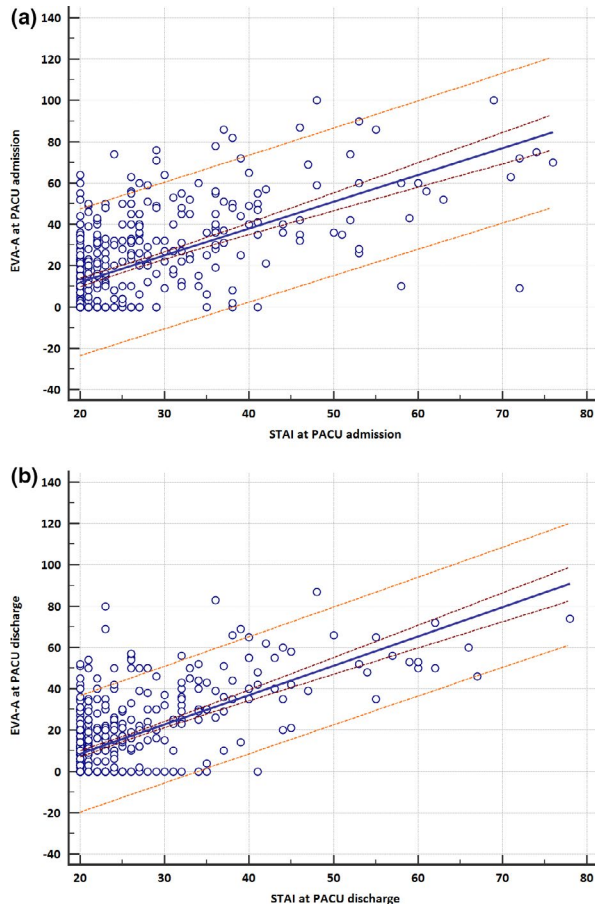 (a)
140
120
100
80
60
40
20
0
-20
-40
EVA-A at PACU admission
20 30 40 50 60 70 80
STAI at PACU admission
(b)
140
120
100
80
60
40
20
0
-20
-40
EVA-A at PACU discharge
20 30 40 50 60 70 80
STAI at PACU discharge